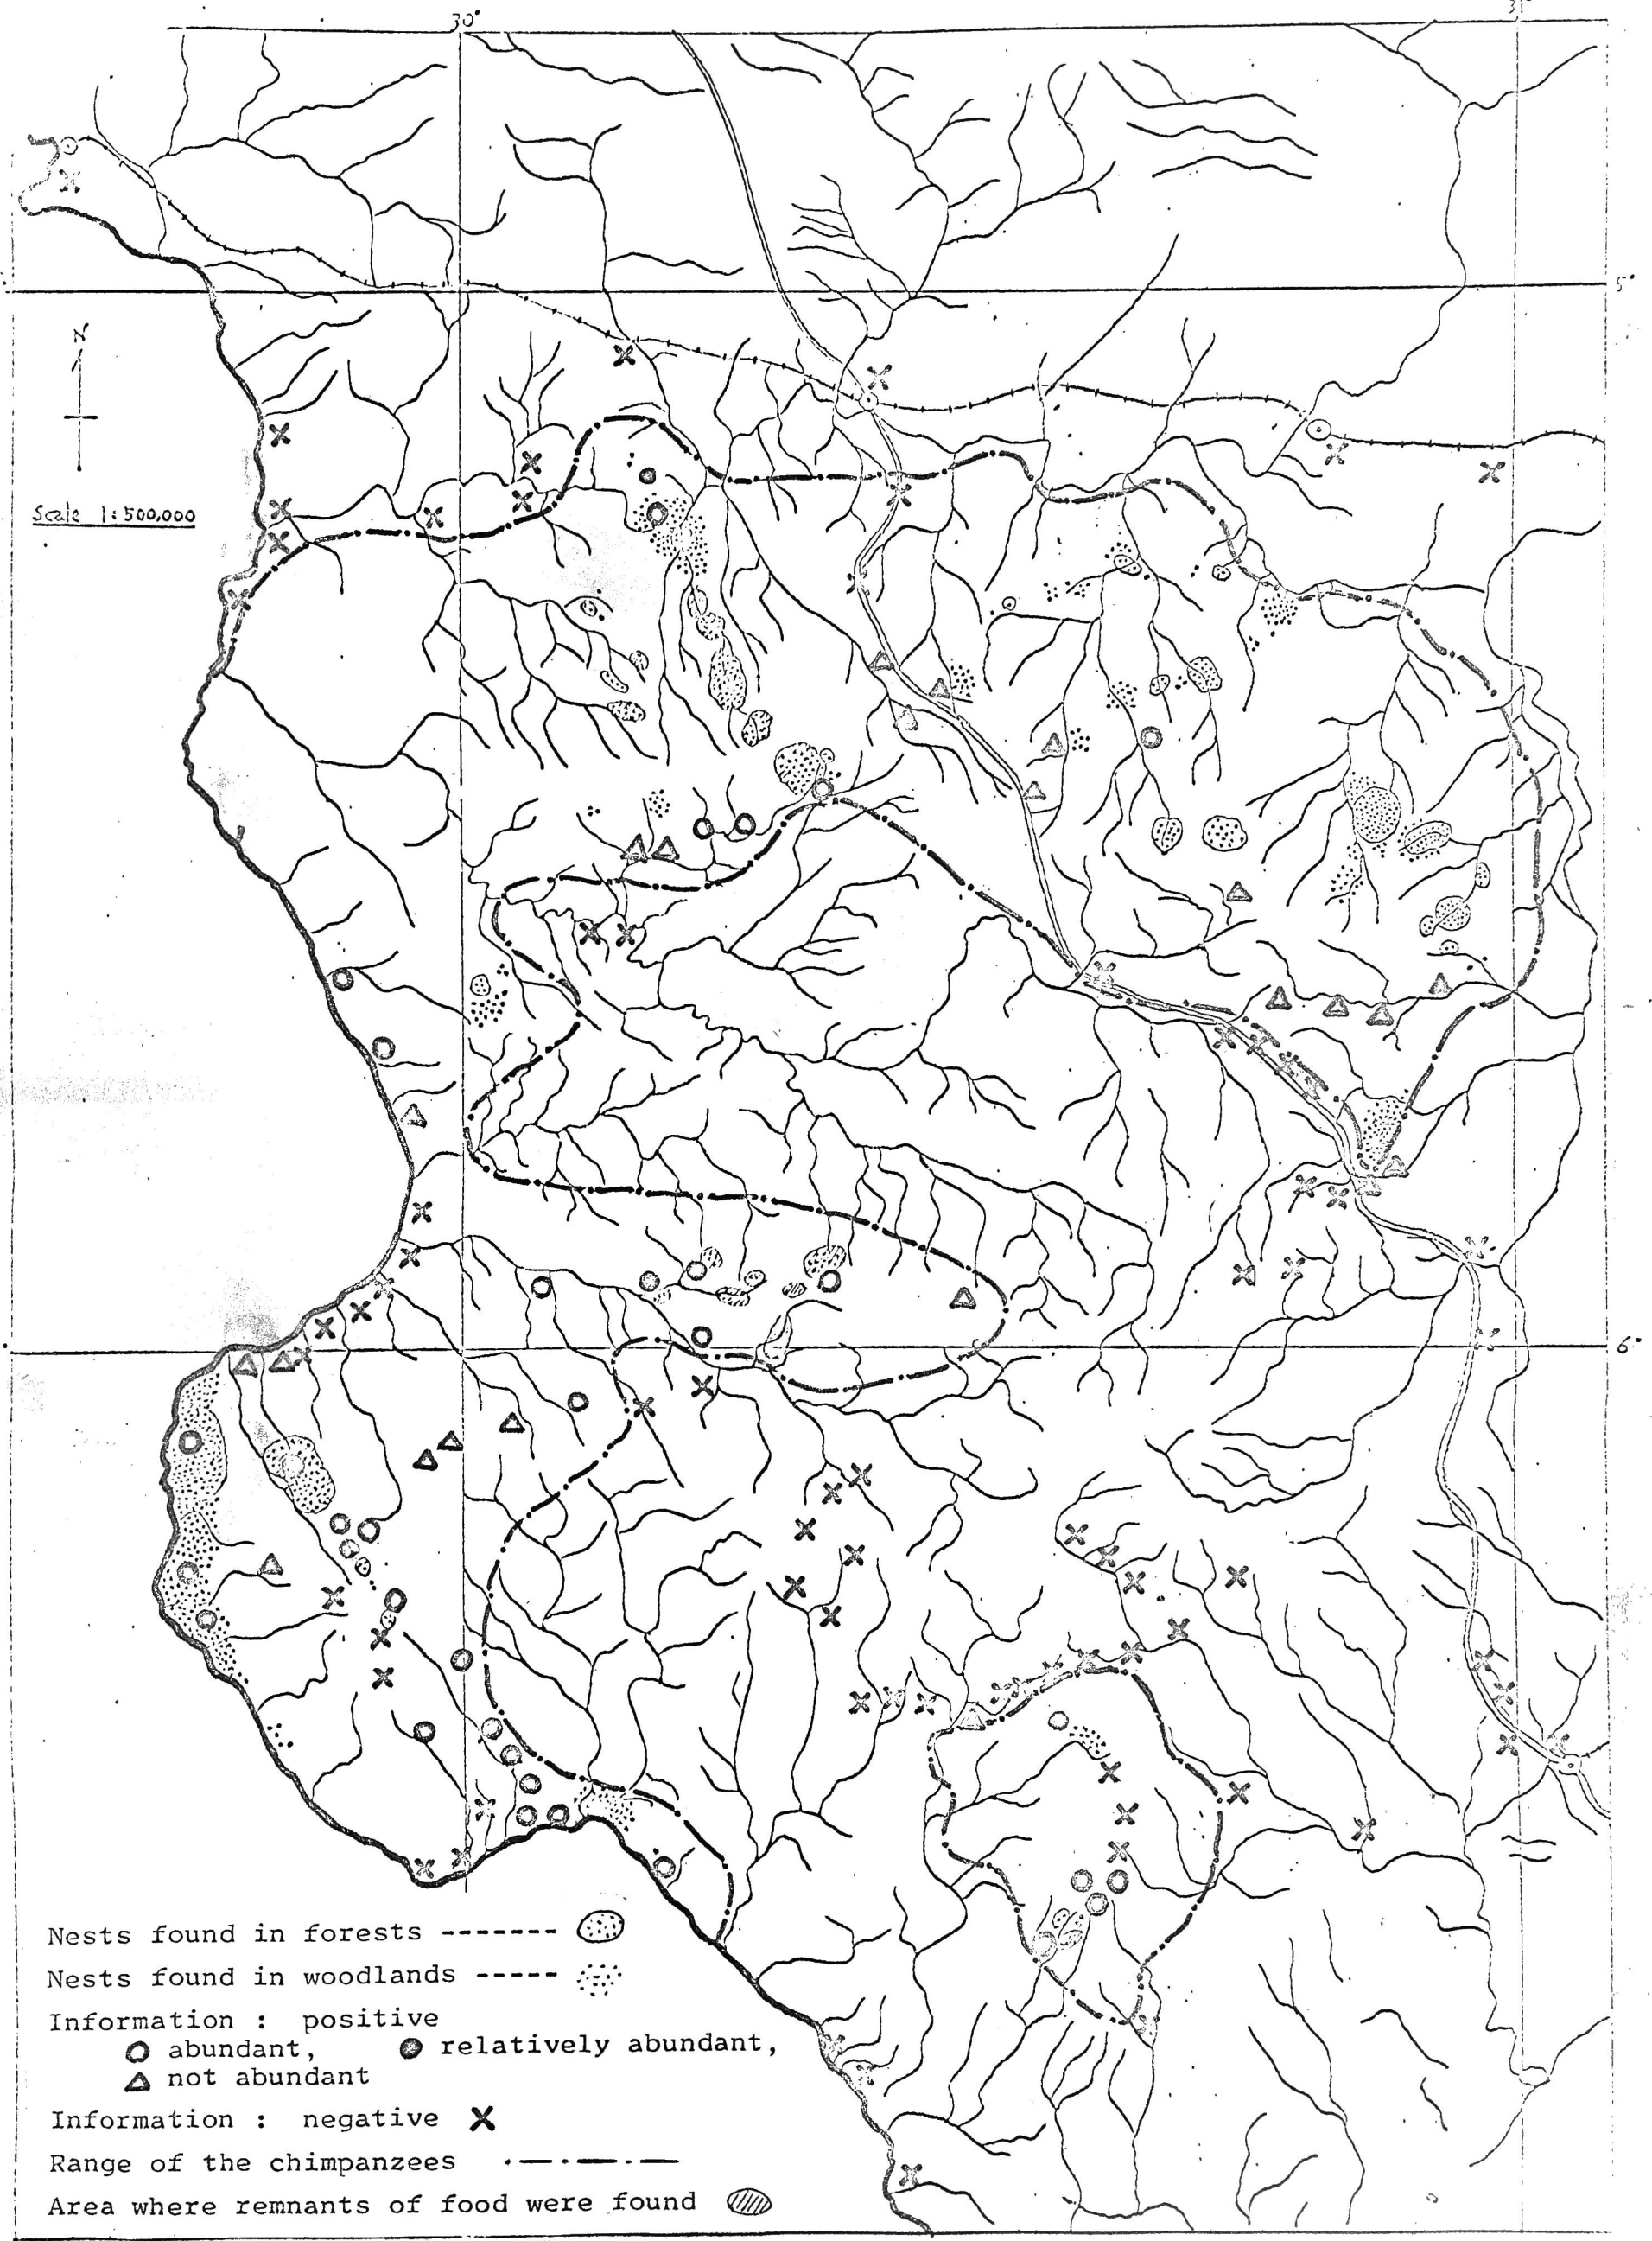 30°
31°
5°
N
Scale 1:500,000
6°
Nests found in forests -------
Nests found in woodlands -----
Information : positive
abundant, relatively abundant,
not abundant
Information : negative X
Range of the chimpanzees
Area where remnants of food were found